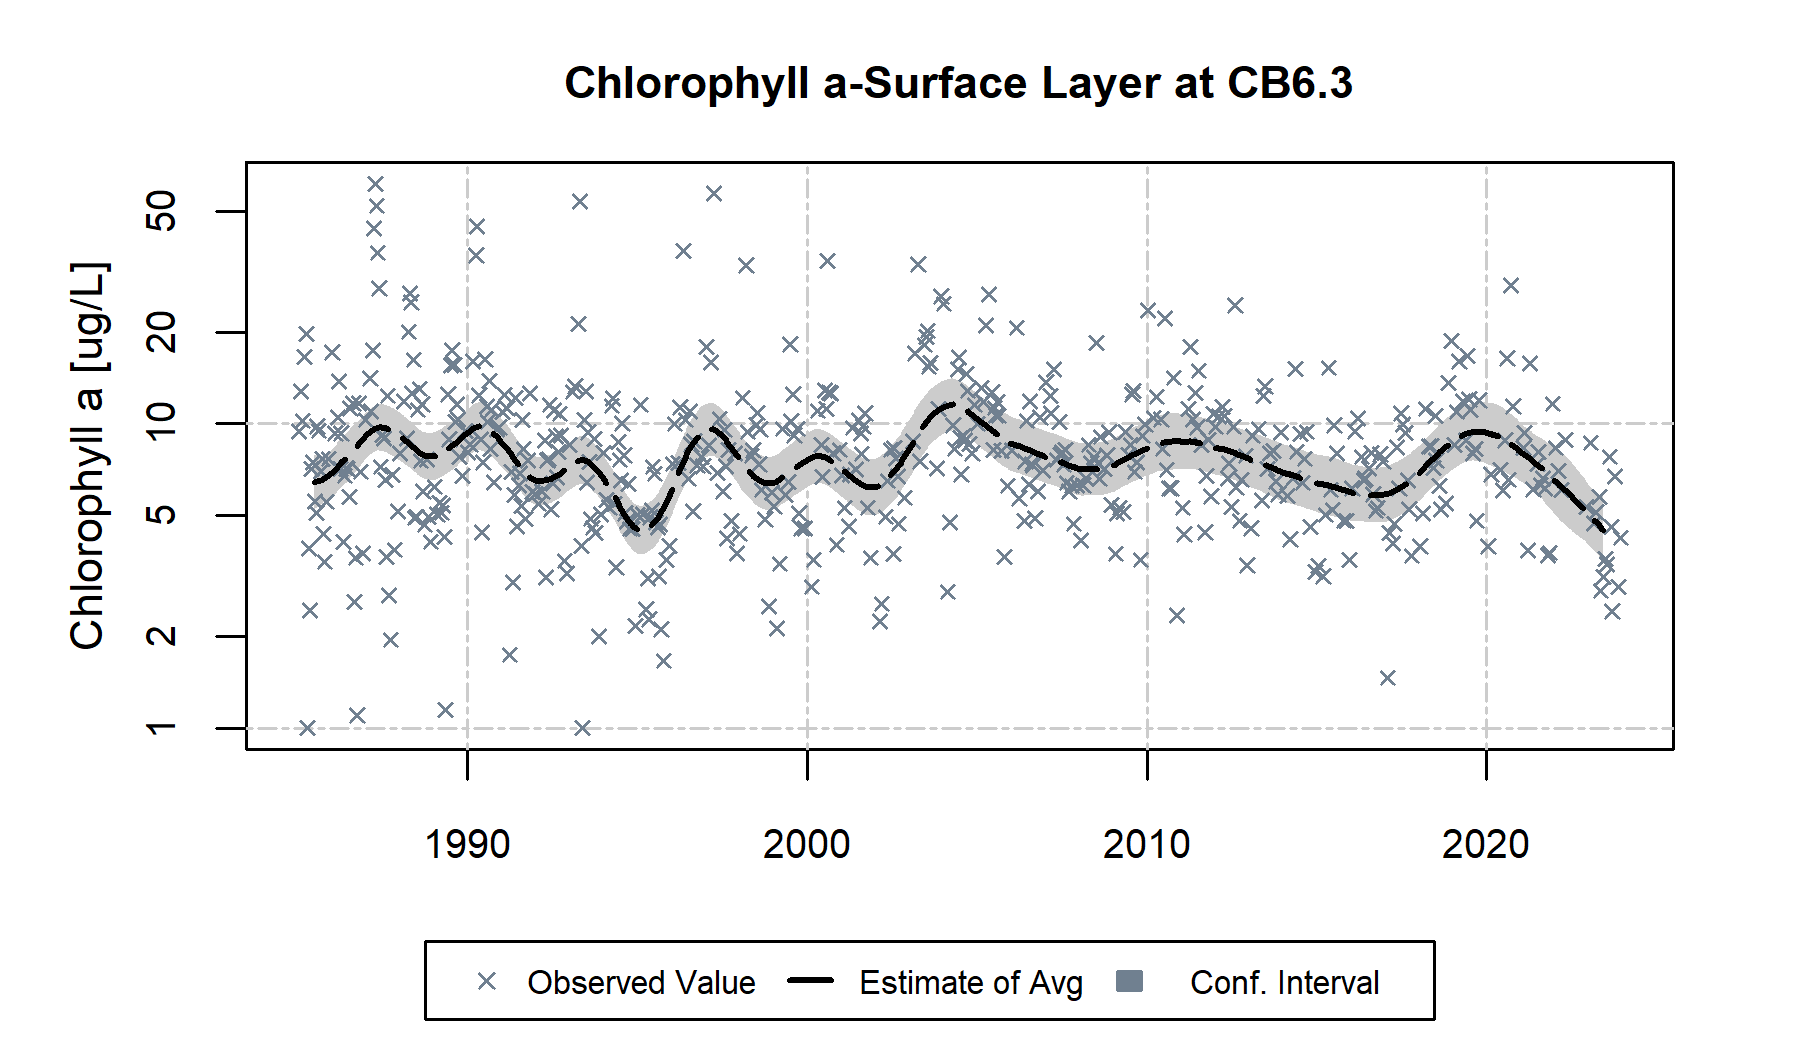 Chlorophyll a-Surface Layer at CB6.3
Chlorophyll a [ug/L]
50
20
10
5
2
1
1990 2000 2010 2020
Observed Value Estimate of Avg Conf. Interval